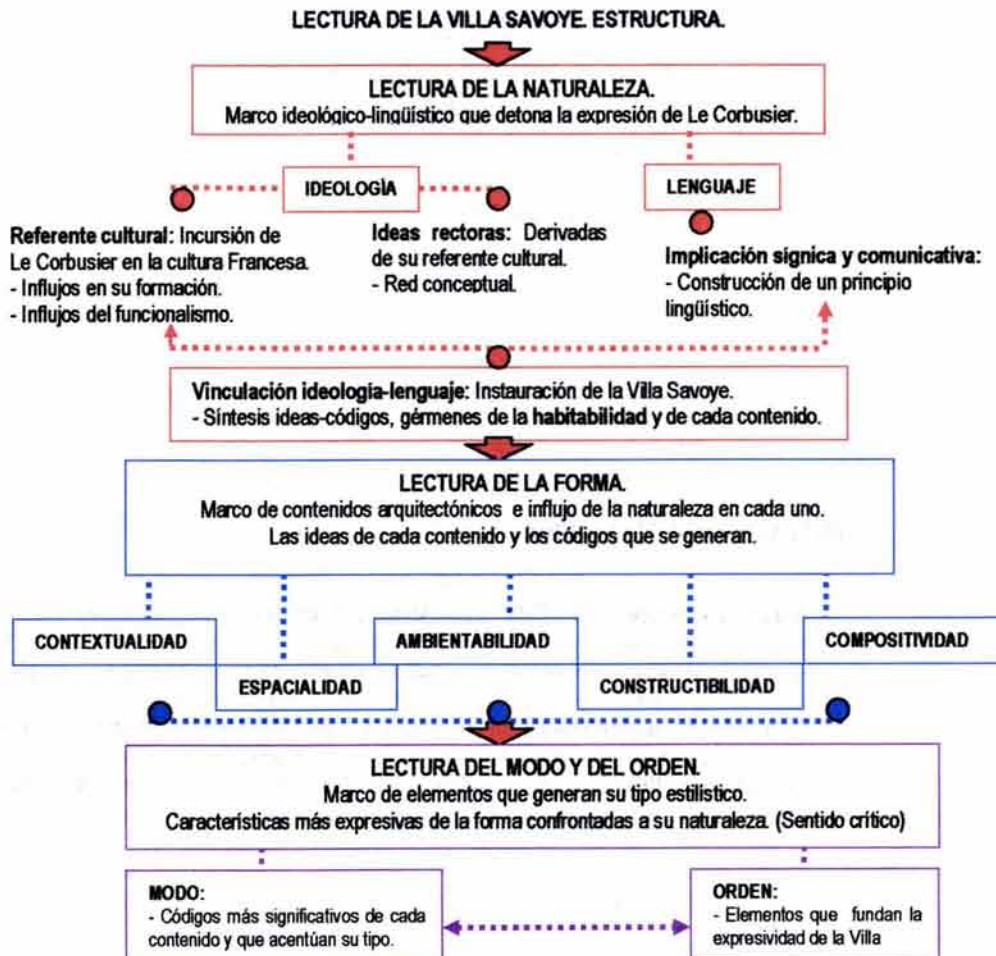 LECTURA DE LA VILLA SAVOYE. ESTRUCTURA.
LECTURA DE LA NATURALEZA.
Marco ideológico-lingüístico que detona la expresión de Le Corbusier.
IDEOLOGÌA
LENGUAJE
Referente cultural: Incursión de
Le Corbusier en la cultura Francesa.
- Influjos en su formación.
- Influjos del funcionalismo.
Ideas rectoras: Derivadas
de su referente cultural.
- Red conceptual.
Implicación sígnica y comunicativa:
- Construcción de un principio
lingüístico.
Vinculación ideología-lenguaje: Instauración de la Villa Savoye.
- Síntesis ideas-códigos, gérmenes de la habitabilidad y de cada contenido.
LECTURA DE LA FORMA.
Marco de contenidos arquitectónicos e influjo de la naturaleza en cada uno.
Las ideas de cada contenido y los códigos que se generan.
CONTEXTUALIDAD
ESPACIALIDAD
AMBIENTABILIDAD
CONSTRUCTIBILIDAD
COMPOSITIVIDAD
LECTURA DEL MODO Y DEL ORDEN.
Marco de elementos que generan su tipo estilístico.
Características más expresivas de la forma confrontadas a su naturaleza. (Sentido crítico)
MODO:
- Códigos más significativos de cada
contenido y que acentúan su tipo.
ORDEN:
- Elementos que fundan la
expresividad de la Villa